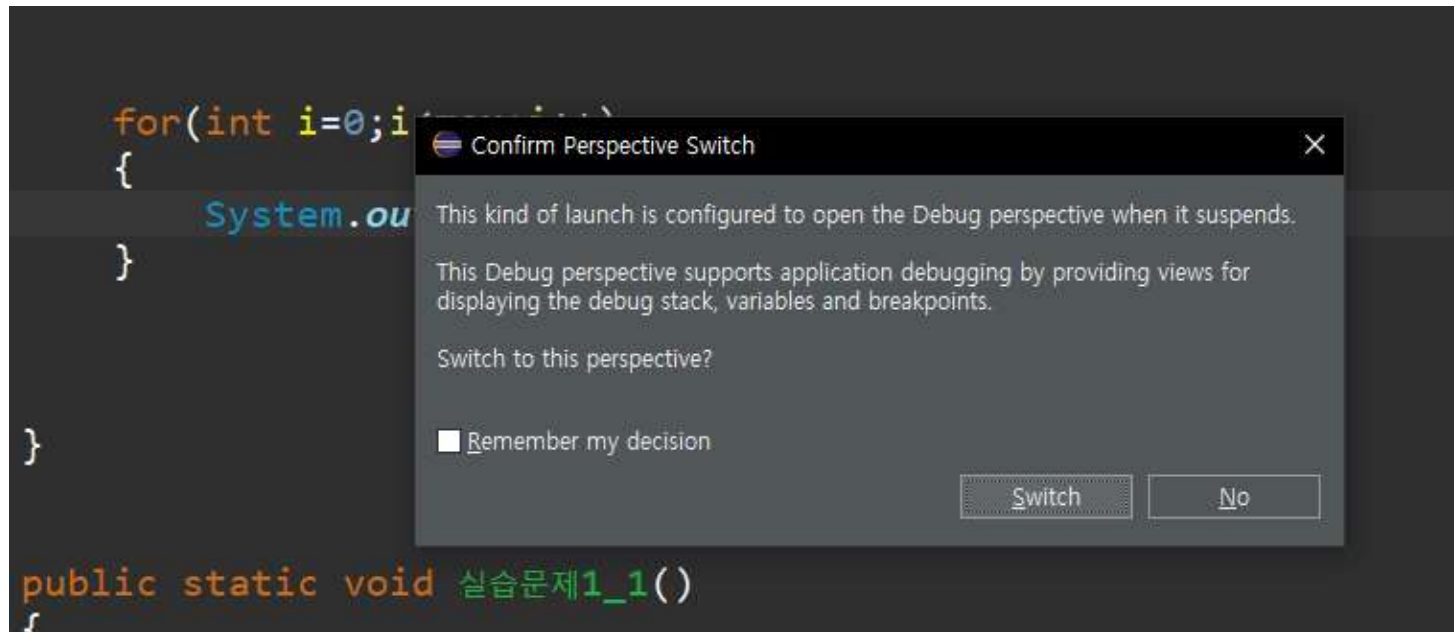 for(int i=0;i
Confirm Perspective Switch
{
This kind of launch is configured to open the Debug perspective when it suspends.
System.ou
}
This Debug perspective supports application debugging by providing views for
displaying the debug stack, variables and breakpoints.
Switch to this perspective?
}
Remember my decision
Switch
No
public static void 실습문제1_1()
{